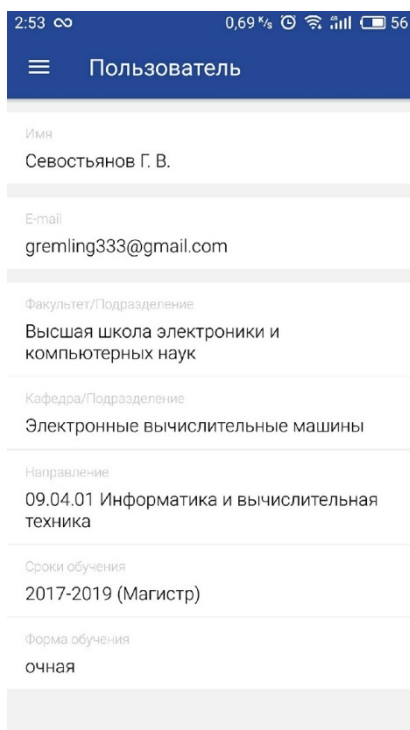 2:53 0,69 K/s 4G 56
Пользователь
Имя
Севостьянов Г. В.
E-mail
gremling333@gmail.com
Факультет/Подразделение
Высшая школа электроники и
компьютерных наук
Кафедра/Подразделение
Электронные вычислительные машины
Направление
09.04.01 Информатика и вычислительная
техника
Сроки обучения
2017-2019 (Магистр)
Форма обучения
очная